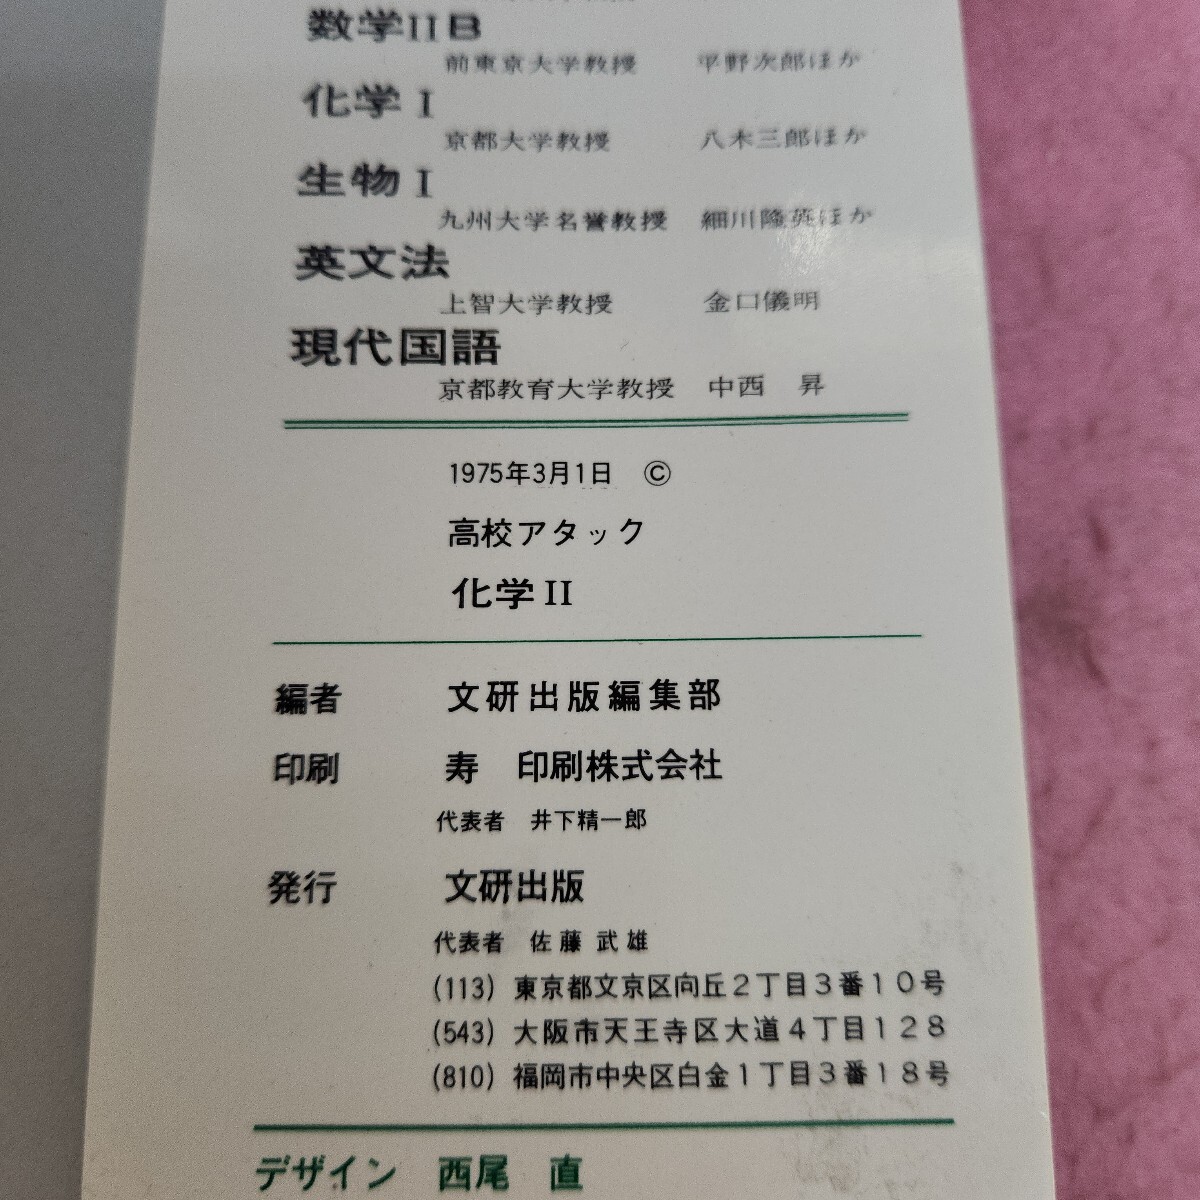 数学IIB
前東京大学教授 平野次郎ほか
化学 I
京都大学教授 八木三郎ほか
生物 I
九州大学名誉教授 細川隆英ほか
英文法
上智大学教授 金口儀明
現代国語
京都教育大学教授 中西 昇
1975年3月1日 ©
高校アタック
化学 II
編者 文研出版編集部
印刷 寿 印刷株式会社
代表者 井下精一郎
発行 文研出版
代表者 佐藤武雄
(113) 東京都文京区向丘2丁目3番10号
(543) 大阪市天王寺区大道4丁目128
(810) 福岡市中央区白金1丁目3番18号
デザイン 西尾 直